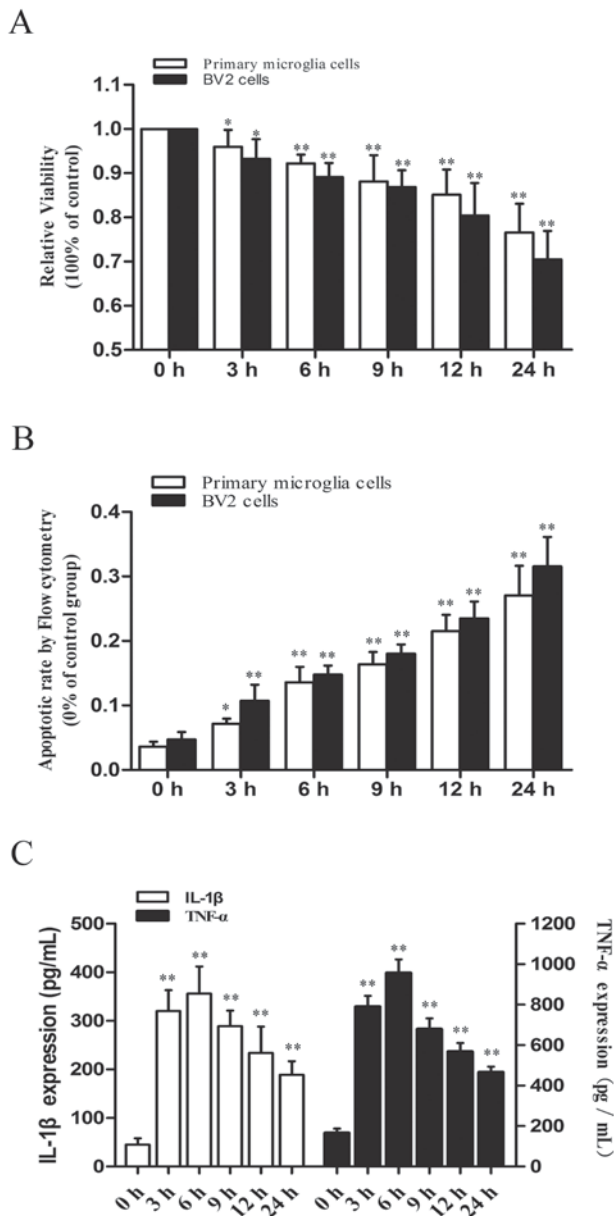 A
Primary microglia cells
BV2 cells
Relative Viability
(100% of control)
1.1
1.0
0.9
0.8
0.7
0.6
0.5
* * ** ** ** ** ** ** ** **
0 h 3 h 6 h 9 h 12 h 24 h
B
Primary microglia cells
BV2 cells
Apoptotic rate by Flow cytometry
(0% of control group)
0.4
0.3
0.2
0.1
0.0
* ** ** ** ** ** ** ** ** **
0 h 3 h 6 h 9 h 12 h 24 h
C
IL-1β
TNF-α
IL-1β expression (pg/mL)
500
400
300
200
100
0
** ** ** ** ** ** ** ** ** **
1200
1000
800
600
400
200
0
TNF-α expression (pg / mL)
0 h 3 h 6 h 9 h 12 h 24 h 0 h 3 h 6 h 9 h 12 h 24 h